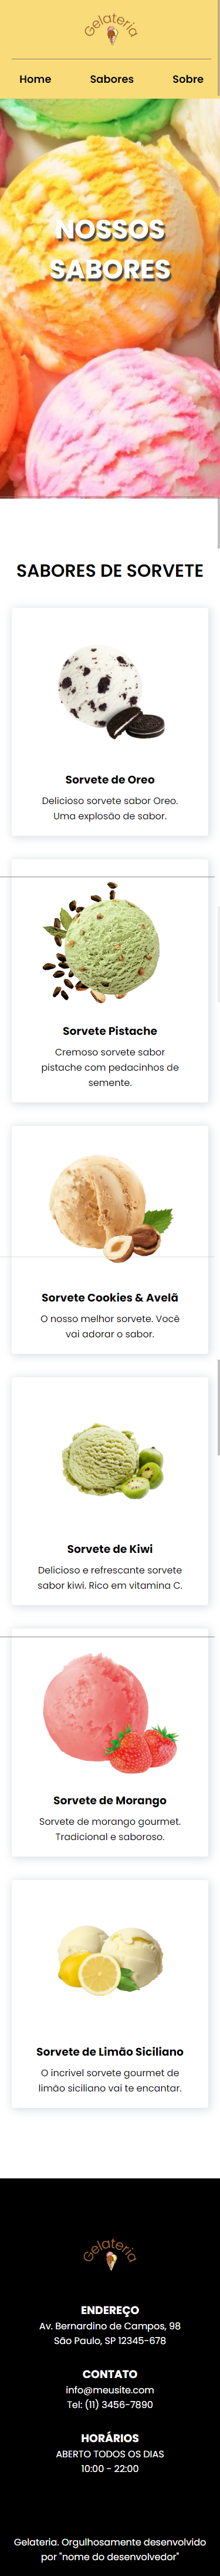 Gelateria
Home Sabores Sobre
NOSSOS
SABORES
SABORES DE SORVETE
Sorvete de Oreo
Delicioso sorvete sabor Oreo.
Uma explosão de sabor.
Sorvete Pistache
Cremoso sorvete sabor
pistache com pedacinhos de
semente.
Sorvete Cookies & Avelã
O nosso melhor sorvete. Você
vai adorar o sabor.
Sorvete de Kiwi
Delicioso e refrescante sorvete
sabor kiwi. Rico em vitamina C.
Sorvete de Morango
Sorvete de morango gourmet.
Tradicional e saboroso.
Sorvete de Limão Siciliano
O incrivel sorvete gourmet de
limão siciliano vai te encantar.
Gelateria
ENDEREÇO
Av. Bernardino de Campos, 98
São Paulo, SP 12345-678
CONTATO
info@meusite.com
Tel: (11) 3456-7890
HORÁRIOS
ABERTO TODOS OS DIAS
10:00 - 22:00
Gelateria. Orgulhosamente desenvolvido
por "nome do desenvolvedor"